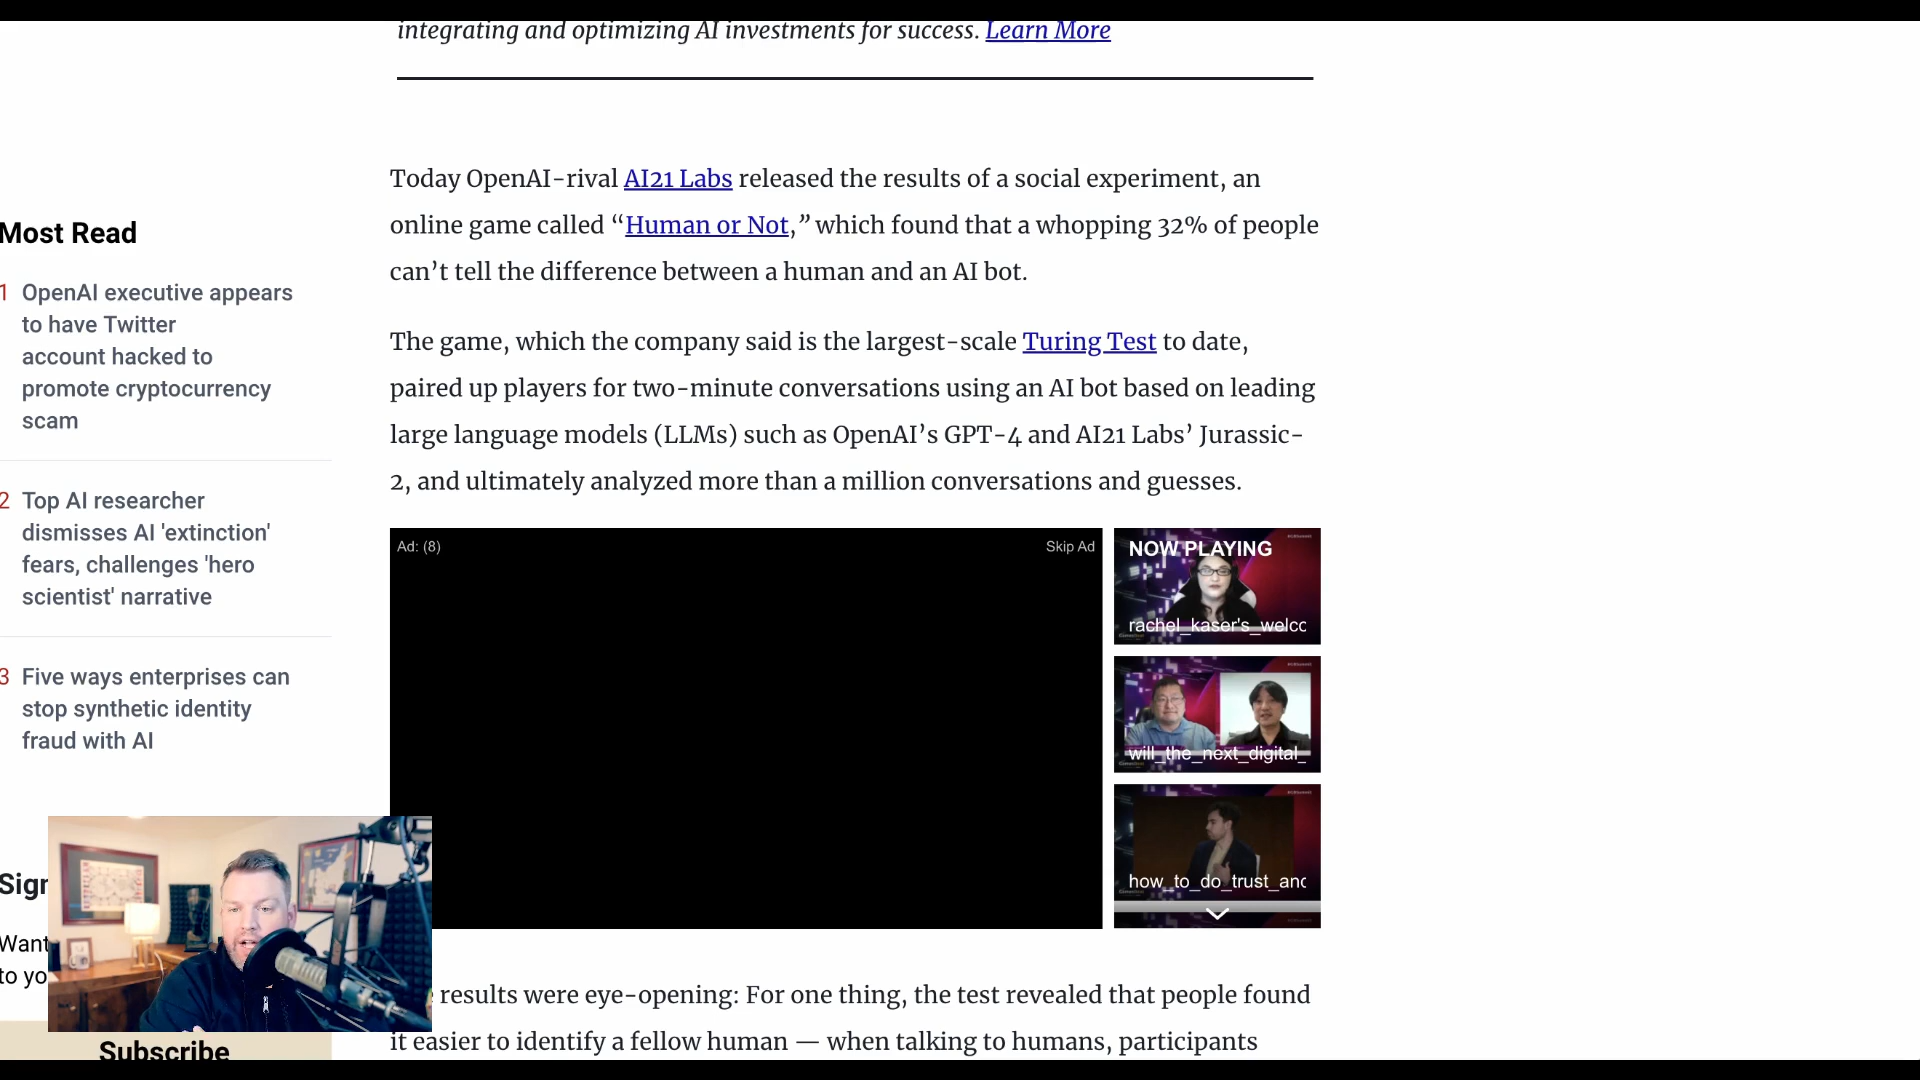 integrating and optimizing AI investments for success. Learn More
Most Read
1 OpenAI executive appears
to have Twitter
account hacked to
promote cryptocurrency
scam
2 Top AI researcher
dismisses AI 'extinction'
fears, challenges 'hero
scientist' narrative
3 Five ways enterprises can
stop synthetic identity
fraud with AI
Sign
Want
to yo
Subscribe
Today OpenAI-rival AI21 Labs released the results of a social experiment, an
online game called “Human or Not,” which found that a whopping 32% of people
can’t tell the difference between a human and an AI bot.
The game, which the company said is the largest-scale Turing Test to date,
paired up players for two-minute conversations using an AI bot based on leading
large language models (LLMs) such as OpenAI’s GPT-4 and AI21 Labs’ Jurassic-
2, and ultimately analyzed more than a million conversations and guesses.
Ad: (8)
Skip Ad
NOW PLAYING
rachel_kaser's_welco
will_the_next_digital_
how_to_do_trust_and
results were eye-opening: For one thing, the test revealed that people found
it easier to identify a fellow human — when talking to humans, participants